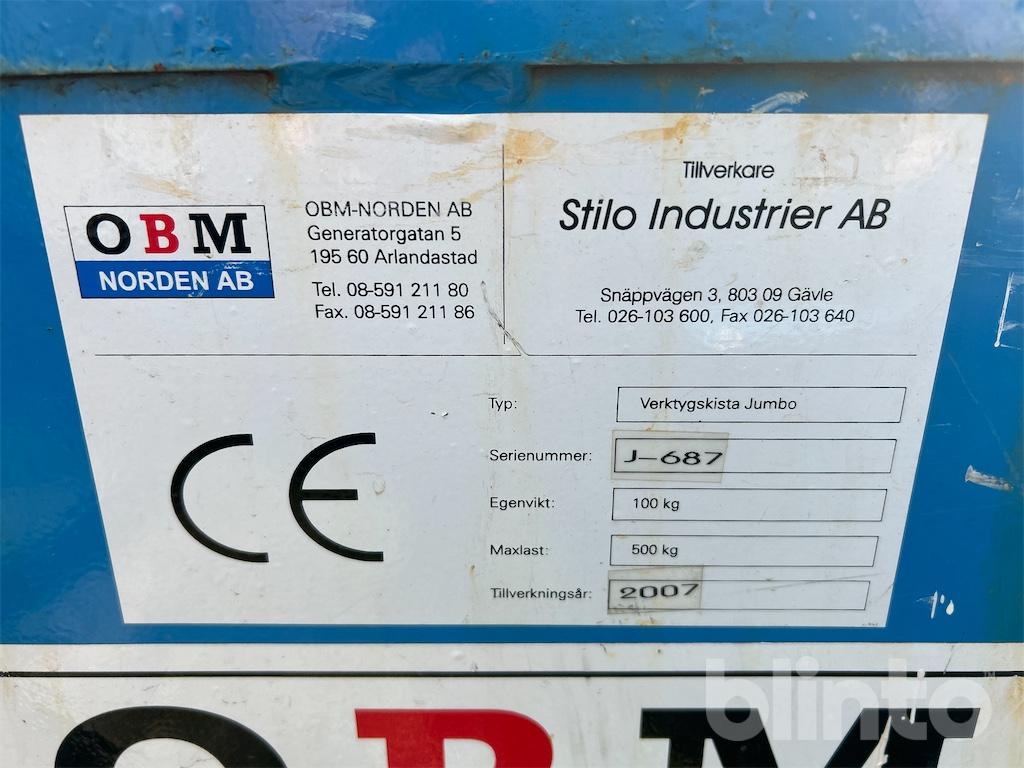 OBM
NORDEN AB
OBM-NORDEN AB
Generatorgatan 5
195 60 Arlandastad
Tel. 08-591 211 80
Fax. 08-591 211 86
Tillverkare
Stilo Industrier AB
Snäppvägen 3, 803 09 Gävle
Tel. 026-103 600, Fax 026-103 640
CE
Typ: Verktygskista Jumbo
Serienummer: J-687
Egenvikt: 100 kg
Maxlast: 500 kg
Tillverkningsår: 2007
OBM
blinto